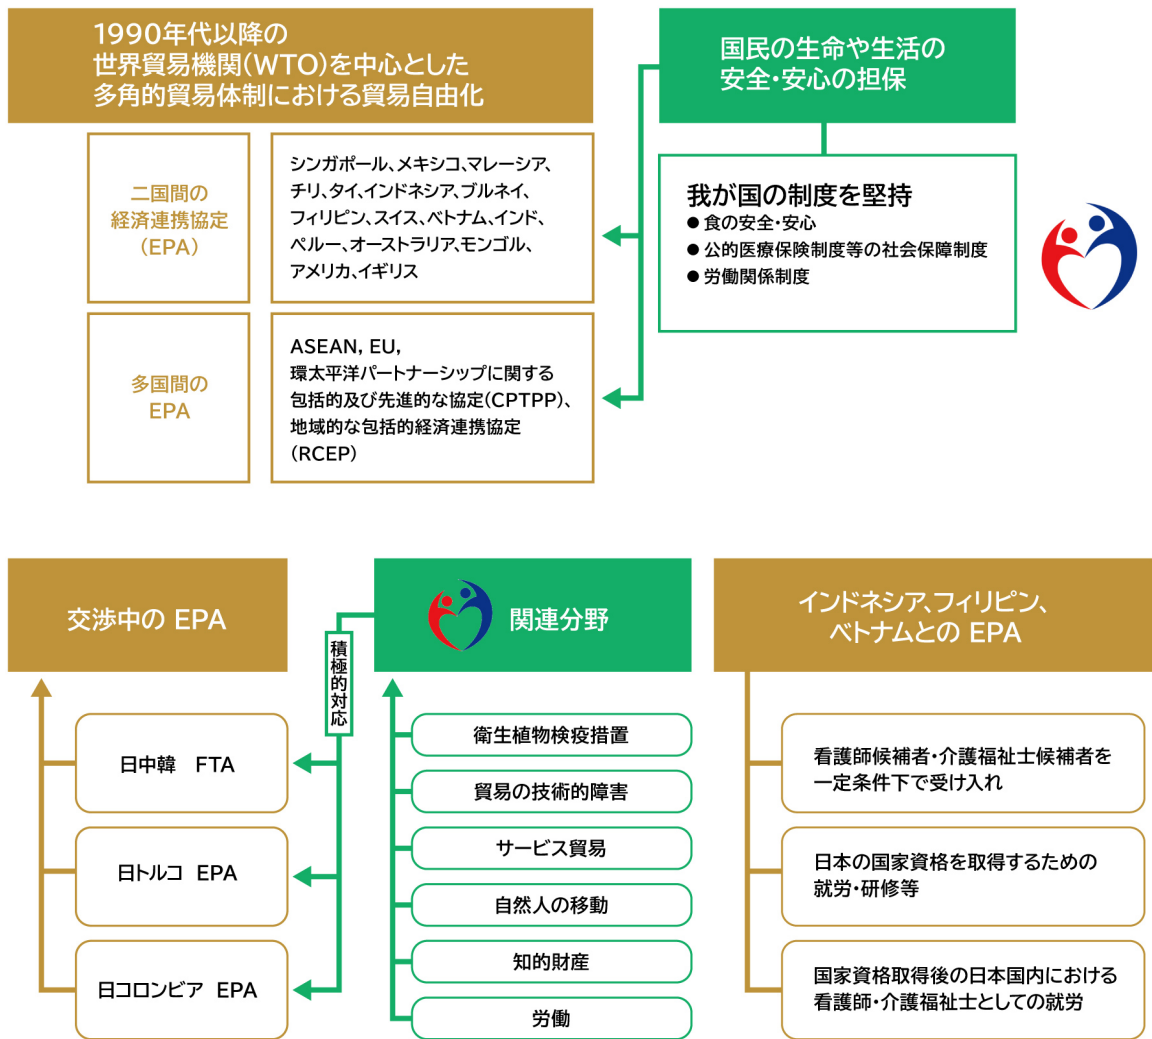 1990年代以降の
世界貿易機関(WTO)を中心とした
多角的貿易体制における貿易自由化
二国間の
経済連携協定
(EPA)
シンガポール、メキシコ、マレーシア、
チリ、タイ、インドネシア、ブルネイ、
フィリピン、スイス、ベトナム、インド、
ペルー、オーストラリア、モンゴル、
アメリカ、イギリス
多国間の
EPA
ASEAN, EU,
環太平洋パートナーシップに関する
包括的及び先進的な協定(CPTPP)、
地域的な包括的経済連携協定
(RCEP)
国民の生命や生活の
安全・安心の担保
我が国の制度を堅持
● 食の安全・安心
● 公的医療保険制度等の社会保障制度
● 労働関係制度
交渉中の EPA
日中韓 FTA
日トルコ EPA
日コロンビア EPA
積極的対応
関連分野
衛生植物検疫措置
貿易の技術的障害
サービス貿易
自然人の移動
知的財産
労働
インドネシア、フィリピン、
ベトナムとの EPA
看護師候補者・介護福祉士候補者を
一定条件下で受け入れ
日本の国家資格を取得するための
就労・研修等
国家資格取得後の日本国内における
看護師・介護福祉士としての就労